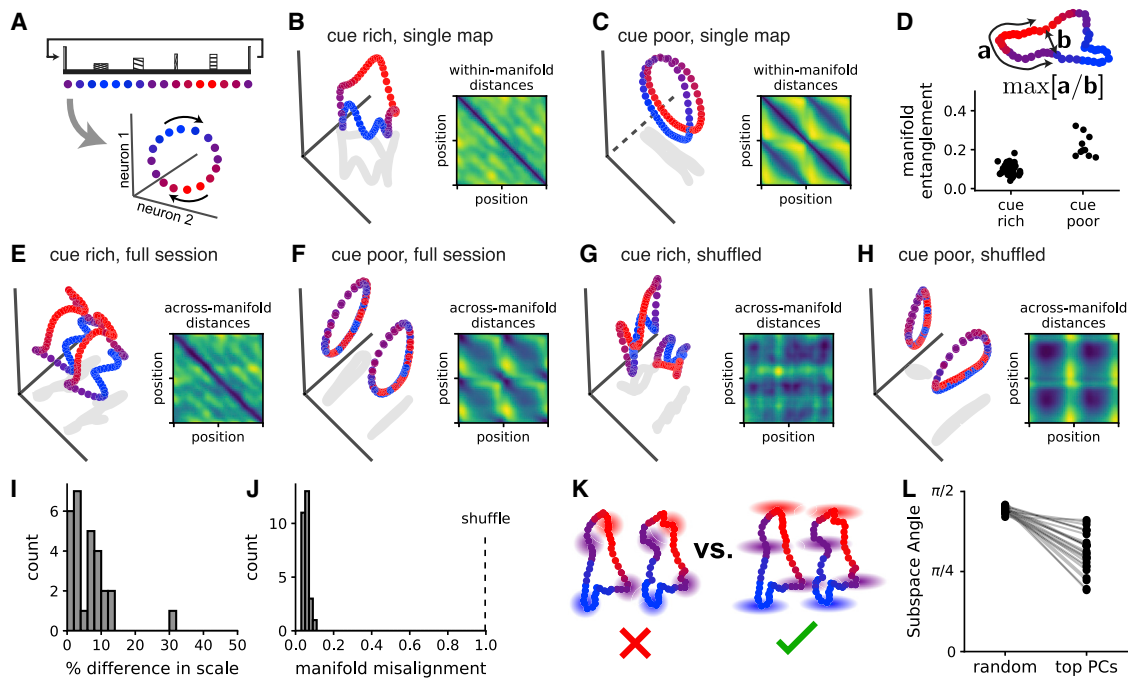 A
neuron 1
neuron 2
B
cue rich, single map
within-manifold
distances
position
position
C
cue poor, single map
within-manifold
distances
position
position
D
a
b
max[a/b]
manifold
entanglement
0.4
0.2
0.0
cue
rich
cue
poor
E
cue rich, full session
across-manifold
distances
position
position
F
cue poor, full session
across-manifold
distances
position
position
G
cue rich, shuffled
across-manifold
distances
position
position
H
cue poor, shuffled
across-manifold
distances
position
position
I
count
6
4
2
0
0 10 20 30 40 50
% difference in scale
J
count
10
5
0
shuffle
0.0 0.2 0.4 0.6 0.8 1.0
manifold misalignment
K
vs.
L
Subspace Angle
π/2
π/4
0
random
top PCs